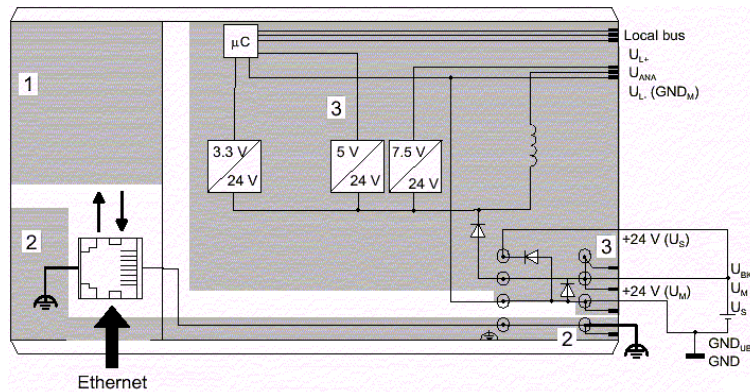 μC
Local bus
U_L+
U_ANA
U_L- (GND_M)
1
3
3.3 V
24 V
5 V
24 V
7.5 V
24 V
2
3
+24 V (U_S)
U_BK
+24 V (U_M)
U_M
U_S
2
GND_UB
GND
Ethernet